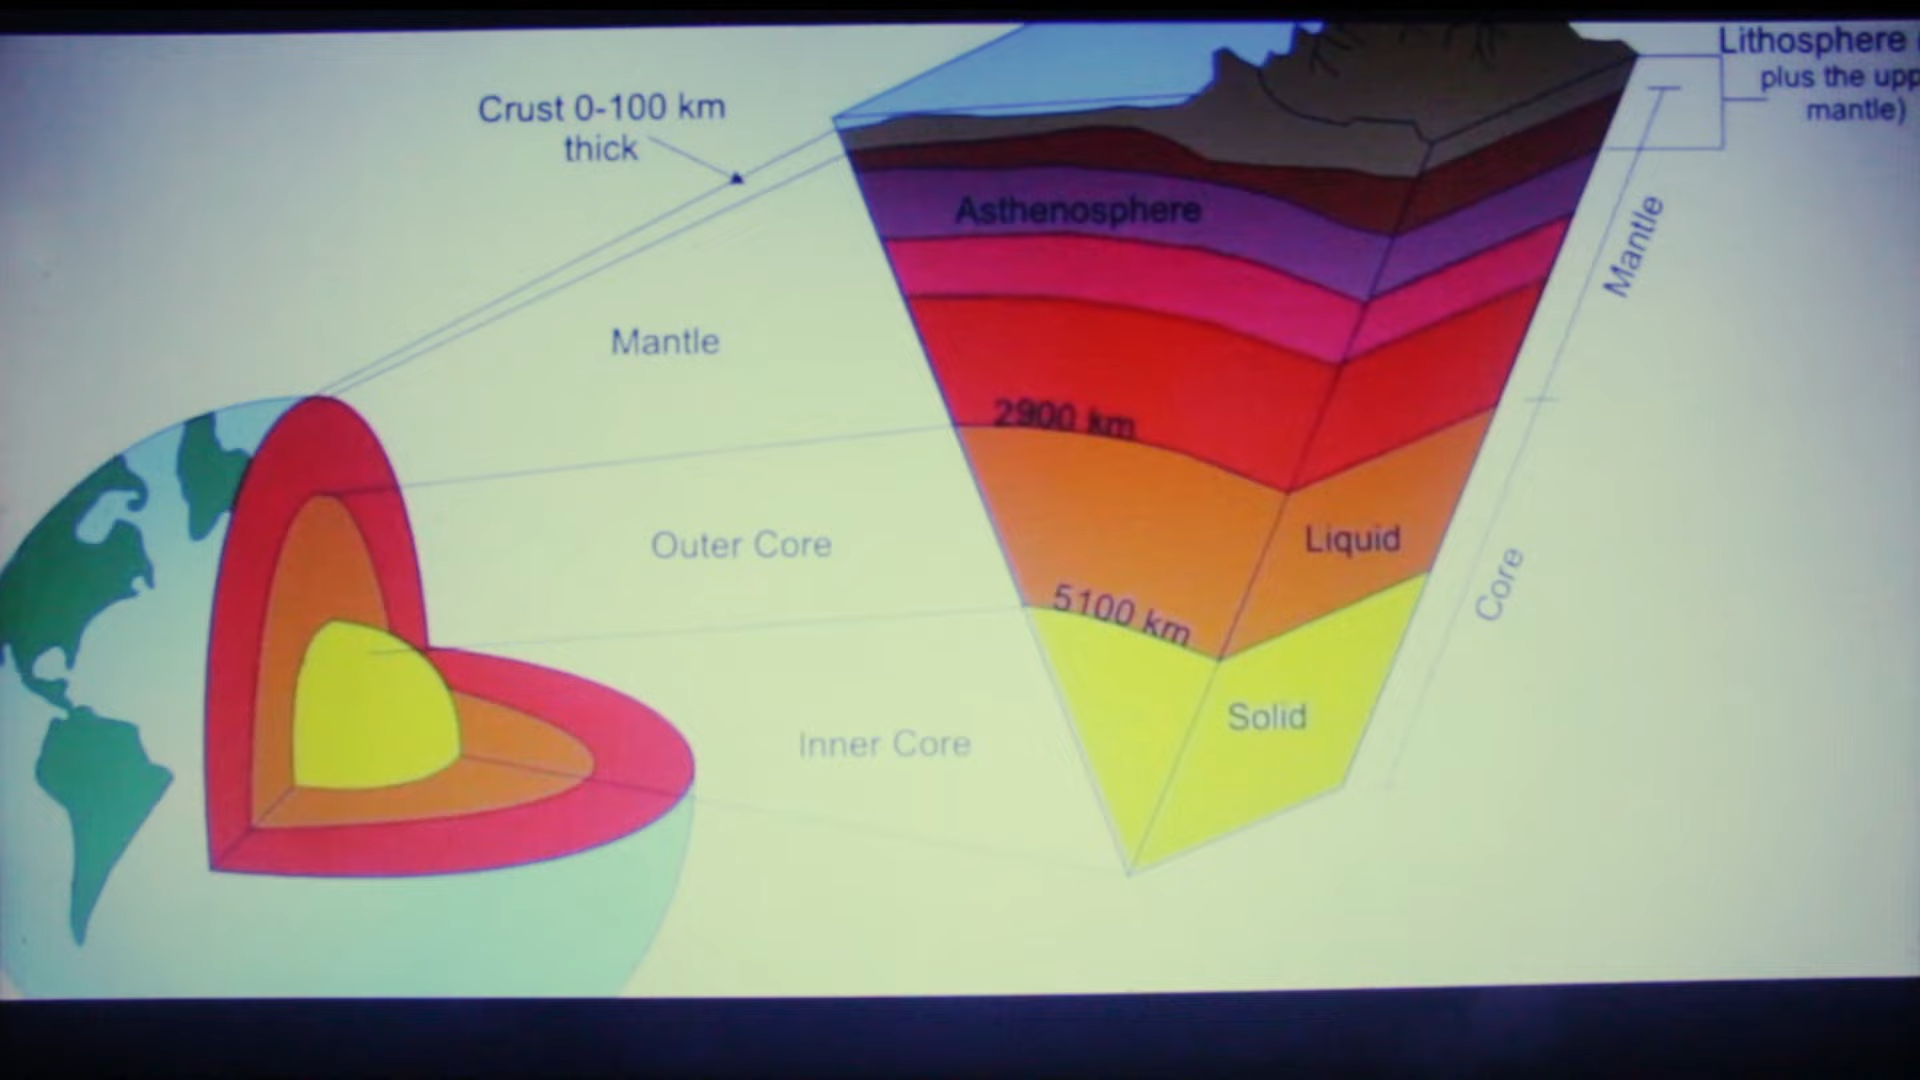 Lithosphere
plus the upp
mantle)
Crust 0-100 km
thick
Asthenosphere
Mantle
Mantle
2900 km
Outer Core
Liquid
Core
5100 km
Solid
Inner Core